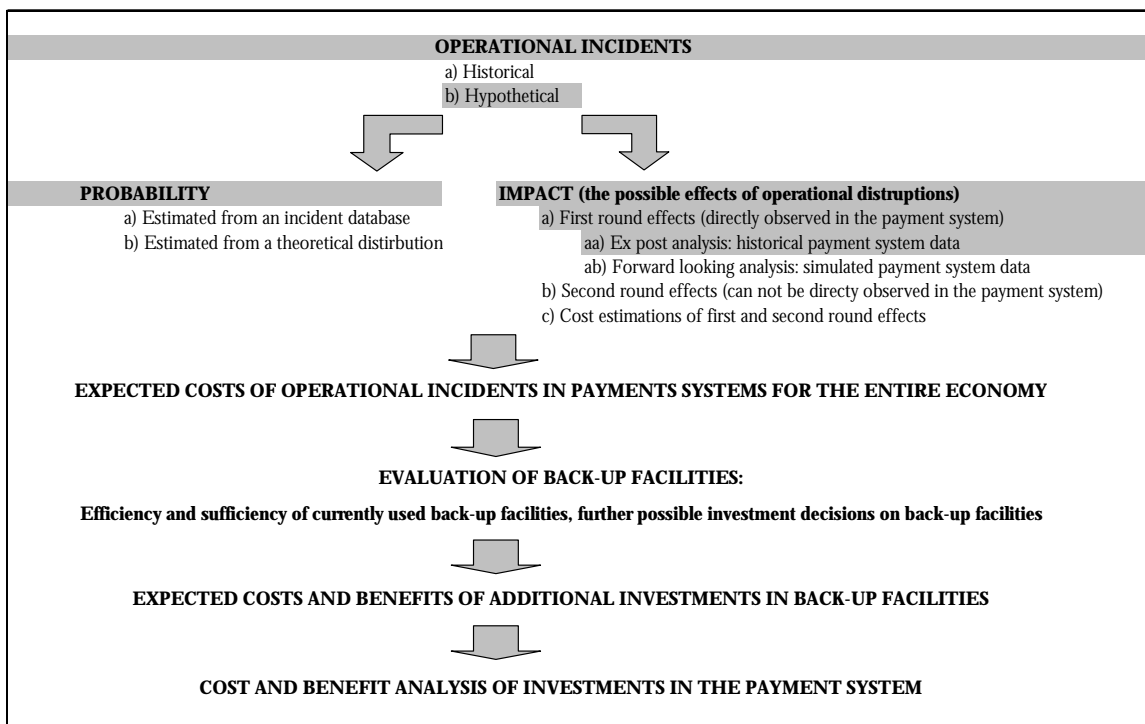 OPERATIONAL INCIDENTS
a) Historical
b) Hypothetical
PROBABILITY
a) Estimated from an incident database
b) Estimated from a theoretical distirbution
IMPACT (the possible effects of operational distruptions)
a) First round effects (directly observed in the payment system)
aa) Ex post analysis: historical payment system data
ab) Forward looking analysis: simulated payment system data
b) Second round effects (can not be directy observed in the payment system)
c) Cost estimations of first and second round effects
EXPECTED COSTS OF OPERATIONAL INCIDENTS IN PAYMENTS SYSTEMS FOR THE ENTIRE ECONOMY
EVALUATION OF BACK-UP FACILITIES:
Efficiency and sufficiency of currently used back-up facilities, further possible investment decisions on back-up facilities
EXPECTED COSTS AND BENEFITS OF ADDITIONAL INVESTMENTS IN BACK-UP FACILITIES
COST AND BENEFIT ANALYSIS OF INVESTMENTS IN THE PAYMENT SYSTEM